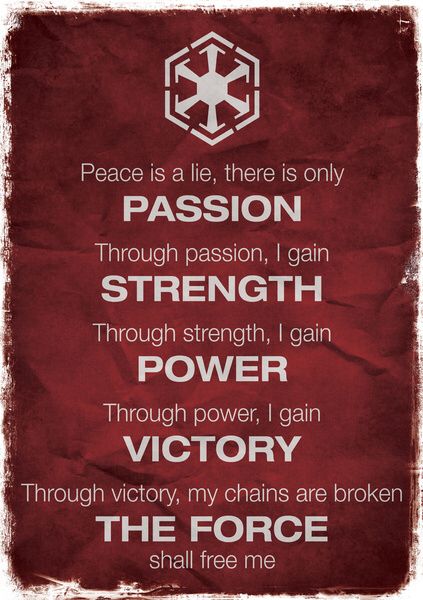 Peace is a lie, there is only
PASSION
Through passion, I gain
STRENGTH
Through strength, I gain
POWER
Through power, I gain
VICTORY
Through victory, my chains are broken
THE FORCE
shall free me